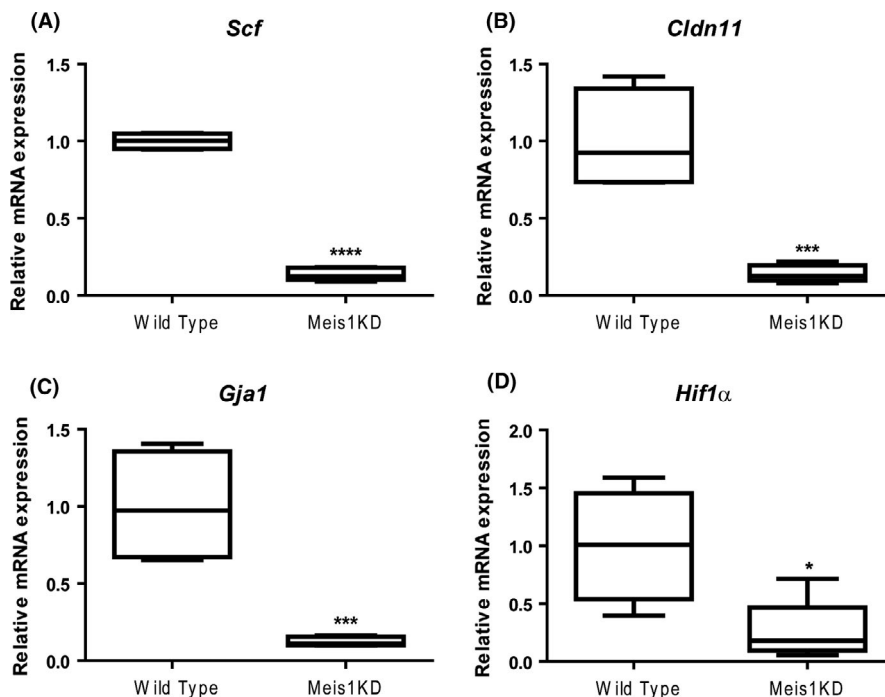 (A)
Scf
Relative mRNA expression
1.5
1.0
0.5
0.0
****
Wild Type Meis1KD
(B)
Cldn11
Relative mRNA expression
1.5
1.0
0.5
0.0
***
Wild Type Meis1KD
(C)
Gja1
Relative mRNA expression
1.5
1.0
0.5
0.0
***
Wild Type Meis1KD
(D)
Hif1α
Relative mRNA expression
2.0
1.5
1.0
0.5
0.0
*
Wild Type Meis1KD